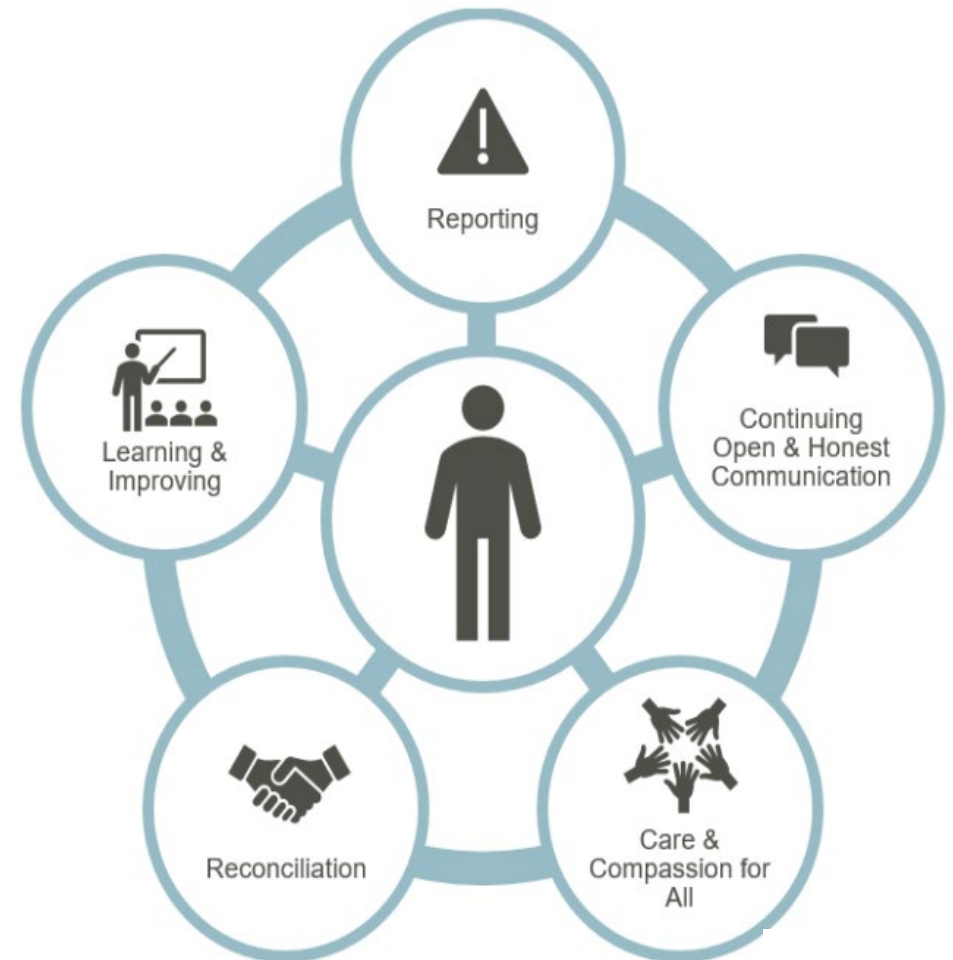 Reporting
Continuing
Open & Honest
Communication
Care &
Compassion for
All
Reconciliation
Learning &
Improving